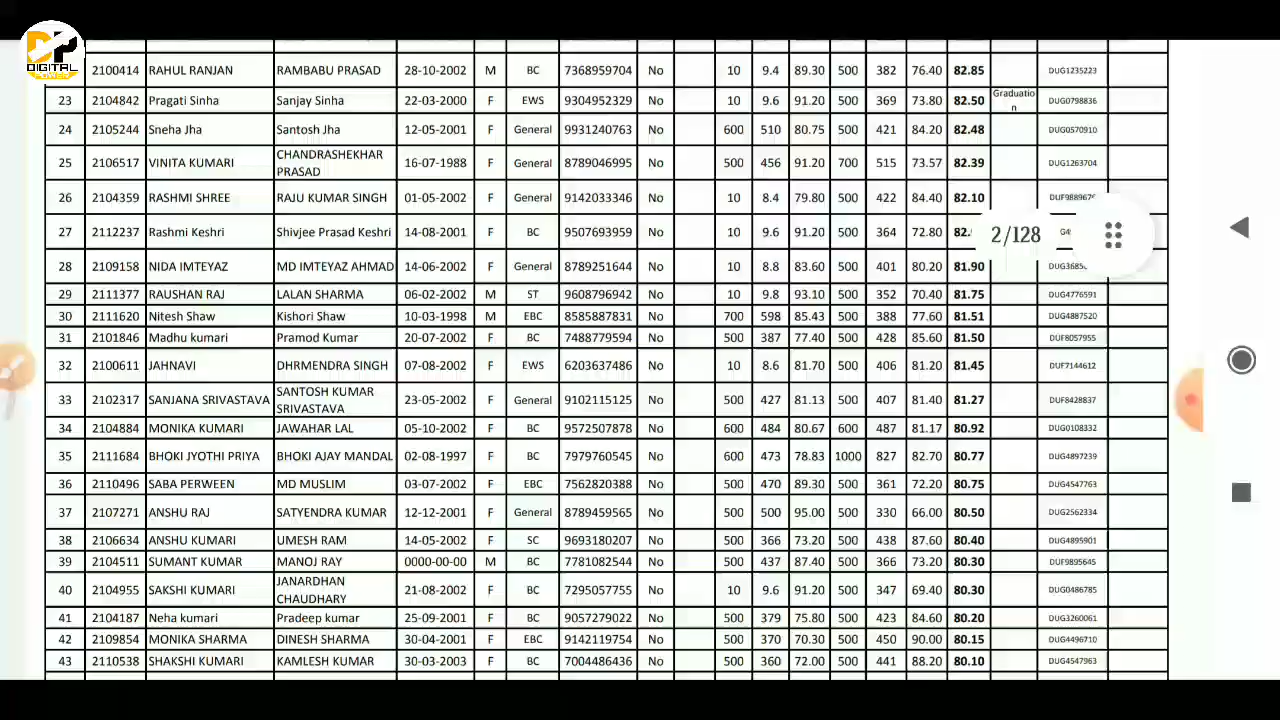 DP
DIGITAL
POWER
2100414 RAHUL RANJAN RAMBABU PRASAD 28-10-2002 M BC 7368959704 No 10 9.4 89.30 500 382 76.40 82.85 DUG1235223
23 2104842 Pragati Sinha Sanjay Sinha 22-03-2000 F EWS 9304952329 No 10 9.6 91.20 500 369 73.80 82.50 Graduatio
n DUG0798836
24 2105244 Sneha Jha Santosh Jha 12-05-2001 F General 9931240763 No 600 510 80.75 500 421 84.20 82.48 DUG0570910
25 2106517 VINITA KUMARI CHANDRASHEKHAR
PRASAD 16-07-1988 F General 8789046995 No 500 456 91.20 700 515 73.57 82.39 DUG1263704
26 2104359 RASHMI SHREE RAJU KUMAR SINGH 01-05-2002 F General 9142033346 No 10 8.4 79.80 500 422 84.40 82.10
27 2112237 Rashmi Keshri Shivjee Prasad Keshri 14-08-2001 F BC 9507693959 No 10 9.6 91.20 500 364 72.80 2/128
28 2109158 NIDA IMTEYAZ MD IMTEYAZ AHMAD 14-06-2002 F General 8789251644 No 10 8.8 83.60 500 401 80.20 81.90
29 2111377 RAUSHAN RAJ LALAN SHARMA 06-02-2002 M ST 9608796942 No 10 9.8 93.10 500 352 70.40 81.75 DUG4776591
30 2111620 Nitesh Shaw Kishori Shaw 10-03-1998 M EBC 8585887831 No 700 598 85.43 500 388 77.60 81.51 DUG4887520
31 2101846 Madhu kumari Pramod Kumar 20-07-2002 F BC 7488779594 No 500 387 77.40 500 428 85.60 81.50 DUF8057955
32 2100611 JAHNAVI DHRMENDRA SINGH 07-08-2002 F EWS 6203637486 No 10 8.6 81.70 500 406 81.20 81.45 DUF7144612
33 2102317 SANJANA SRIVASTAVA SANTOSH KUMAR
SRIVASTAVA 23-05-2002 F General 9102115125 No 500 427 81.13 500 407 81.40 81.27 DUF8428837
34 2104884 MONIKA KUMARI JAWAHAR LAL 05-10-2002 F BC 9572507878 No 600 484 80.67 600 487 81.17 80.92 DUG0108332
35 2111684 BHOKI JYOTHI PRIYA BHOKI AJAY MANDAL 02-08-1997 F BC 7979760545 No 600 473 78.83 1000 827 82.70 80.77 DUG4897239
36 2110496 SABA PERWEEN MD MUSLIM 03-07-2002 F EBC 7562820388 No 500 470 89.30 500 361 72.20 80.75 DUG4547763
37 2107271 ANSHU RAJ SATYENDRA KUMAR 12-12-2001 F General 8789459565 No 500 500 95.00 500 330 66.00 80.50 DUG2562334
38 2106634 ANSHU KUMARI UMESH RAM 14-05-2002 F SC 9693180207 No 500 366 73.20 500 438 87.60 80.40 DUG4895901
39 2104511 SUMANT KUMAR MANOJ RAY 0000-00-00 M BC 7781082544 No 500 437 87.40 500 366 73.20 80.30 DUF9895645
40 2104955 SAKSHI KUMARI JANARDHAN
CHAUDHARY 21-08-2002 F BC 7295057755 No 10 9.6 91.20 500 347 69.40 80.30 DUG0486785
41 2104187 Neha kumari Pradeep kumar 25-09-2001 F BC 9057279022 No 500 379 75.80 500 423 84.60 80.20 DUG3260061
42 2109854 MONIKA SHARMA DINESH SHARMA 30-04-2001 F EBC 9142119754 No 500 370 70.30 500 450 90.00 80.15 DUG4496710
43 2110538 SHAKSHI KUMARI KAMLESH KUMAR 30-03-2003 F BC 7004486436 No 500 360 72.00 500 441 88.20 80.10 DUG4547963